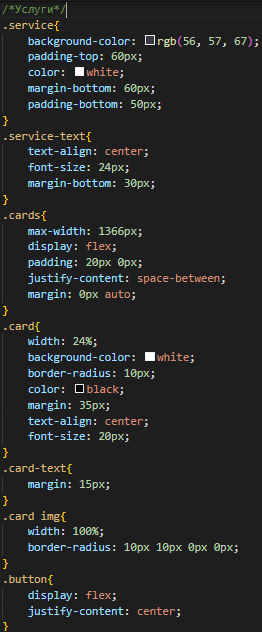 /*Услуги*/
.service{
background-color: rgb(56, 57, 67);
padding-top: 60px;
color: white;
margin-bottom: 60px;
padding-bottom: 50px;
}
.service-text{
text-align: center;
font-size: 24px;
margin-bottom: 30px;
}
.cards{
max-width: 1366px;
display: flex;
padding: 20px 0px;
justify-content: space-between;
margin: 0px auto;
}
.card{
width: 24%;
background-color: white;
border-radius: 10px;
color: black;
margin: 35px;
text-align: center;
font-size: 20px;
}
.card-text{
margin: 15px;
}
.card img{
width: 100%;
border-radius: 10px 10px 0px 0px;
}
.button{
display: flex;
justify-content: center;
}